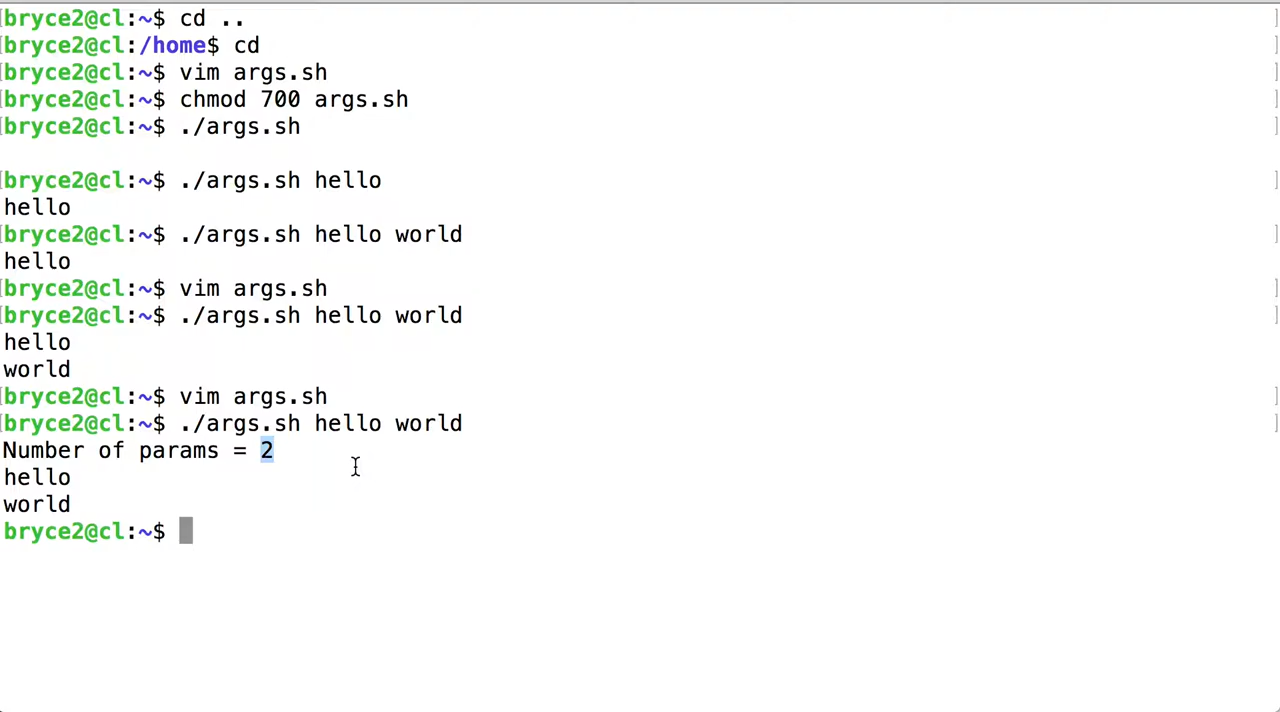 [bryce2@cl:~$ cd .. ]
[bryce2@cl:/home$ cd ]
[bryce2@cl:~$ vim args.sh ]
[bryce2@cl:~$ chmod 700 args.sh ]
[bryce2@cl:~$ ./args.sh ]
[bryce2@cl:~$ ./args.sh hello ]
hello
[bryce2@cl:~$ ./args.sh hello world ]
hello
[bryce2@cl:~$ vim args.sh ]
[bryce2@cl:~$ ./args.sh hello world ]
hello
world
[bryce2@cl:~$ vim args.sh ]
[bryce2@cl:~$ ./args.sh hello world ]
Number of params = 2
hello
world
bryce2@cl:~$